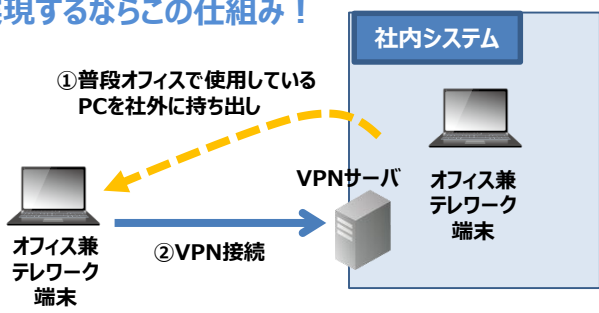 現するならこの仕組み！
社内システム
①普段オフィスで使用している
PCを社外に持ち出し
VPNサーバ
オフィス兼
テレワーク
端末
②VPN接続
オフィス兼
テレワーク
端末